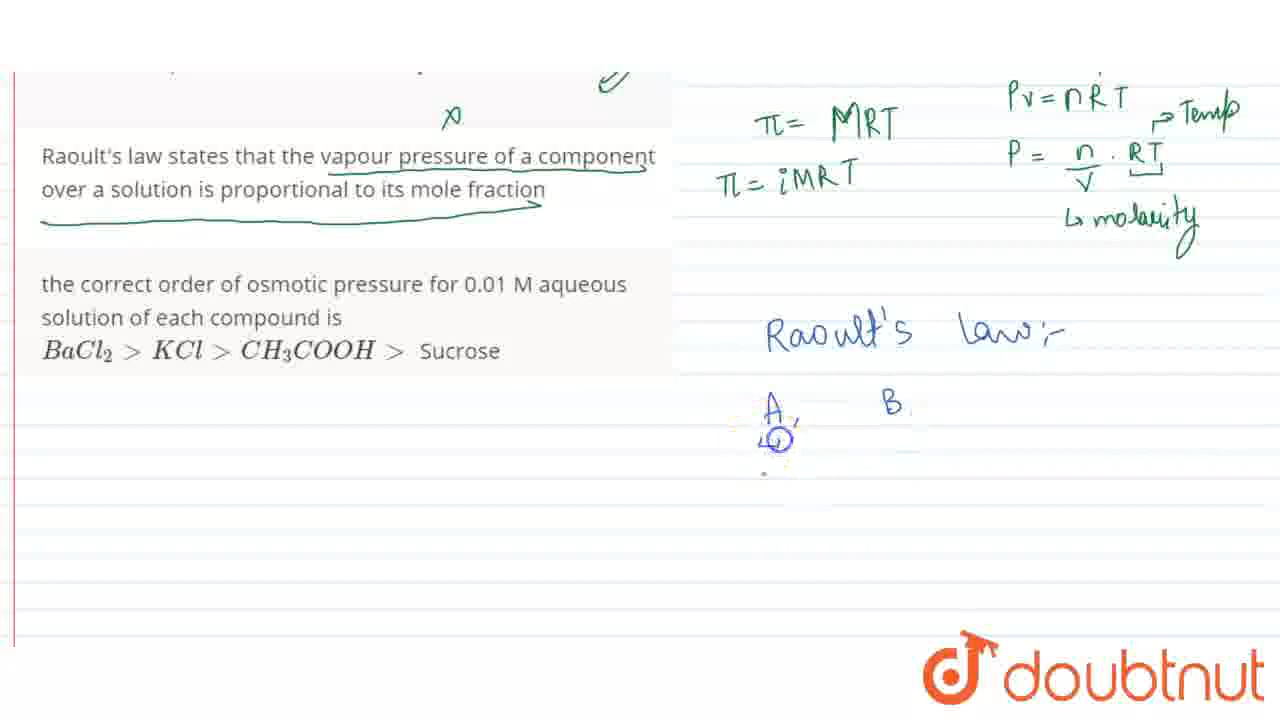 Raoult's law states that the vapour pressure of a component
over a solution is proportional to its mole fraction
the correct order of osmotic pressure for 0.01 M aqueous
solution of each compound is
BaCl₂ > KCl > CH₃COOH > Sucrose
π = MRT
π = iMRT
PV = nRT
P = n/V · RT
→ Temp
↳ molarity
Raoult's law :-
A, B
doubtnut